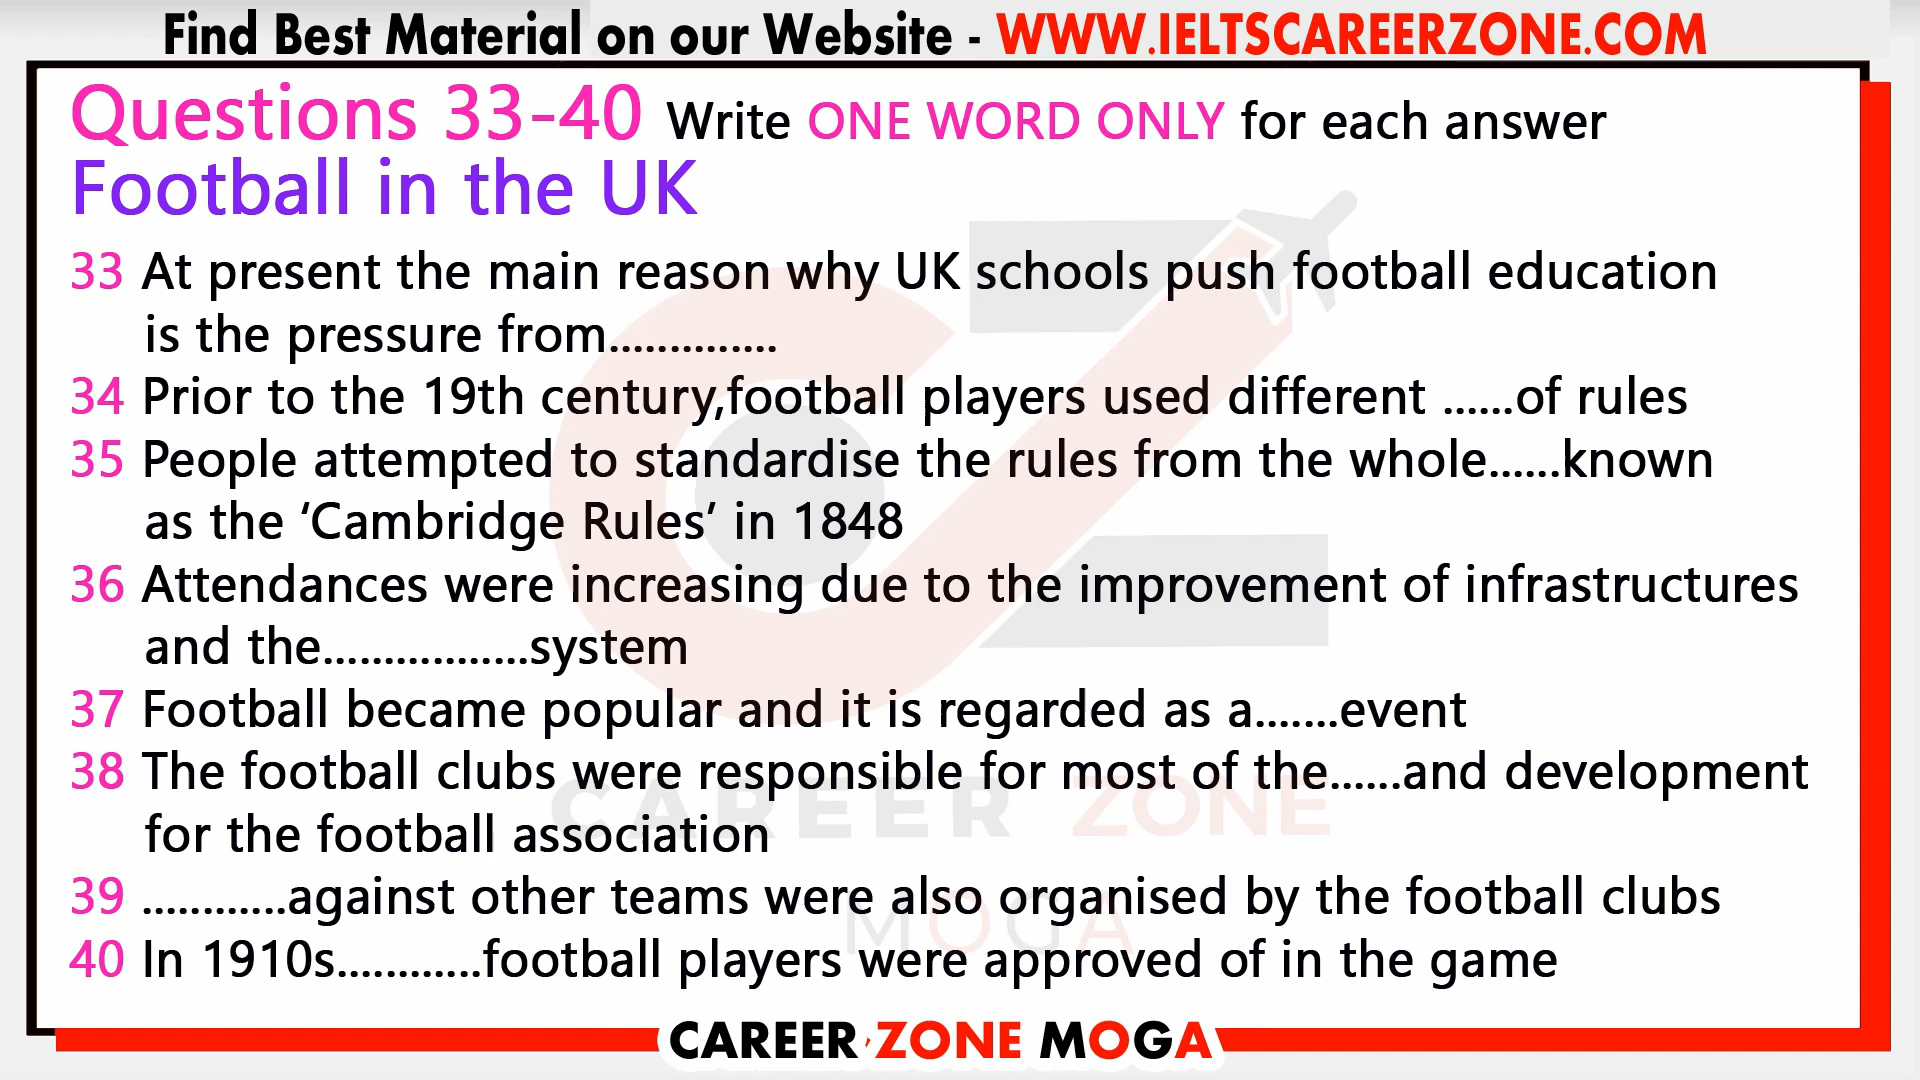 Find Best Material on our Website - WWW.IELTSCAREERZONE.COM
Questions 33-40 Write ONE WORD ONLY for each answer
Football in the UK
33 At present the main reason why UK schools push football education
is the pressure from..............
34 Prior to the 19th century,football players used different ......of rules
35 People attempted to standardise the rules from the whole......known
as the ‘Cambridge Rules’ in 1848
36 Attendances were increasing due to the improvement of infrastructures
and the.................system
37 Football became popular and it is regarded as a.......event
38 The football clubs were responsible for most of the......and development
for the football association
39 ............against other teams were also organised by the football clubs
40 In 1910s............football players were approved of in the game
CAREER ZONE
MOGA
CAREER ZONE MOGA